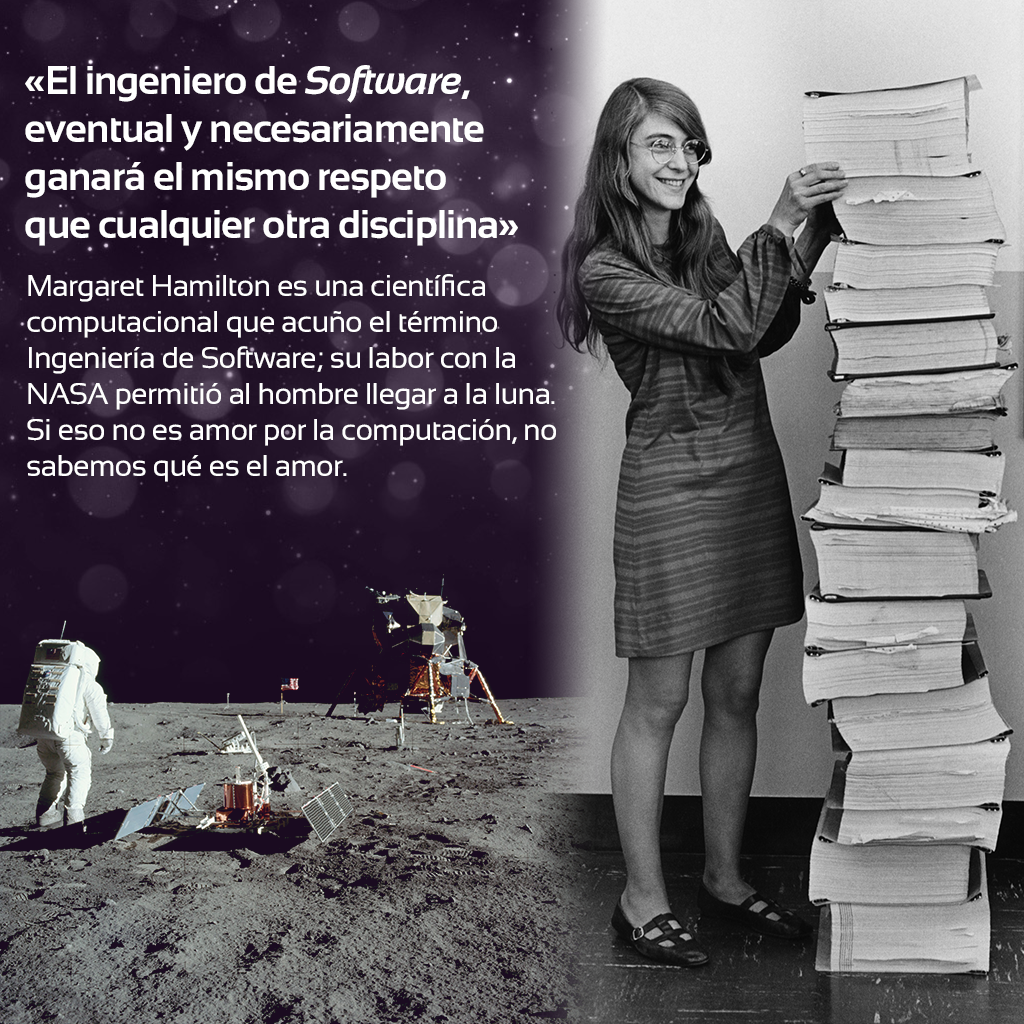 «El ingeniero de Software,
eventual y necesariamente
ganará el mismo respeto
que cualquier otra disciplina»
Margaret Hamilton es una científica
computacional que acuño el término
Ingeniería de Software; su labor con la
NASA permitió al hombre llegar a la luna.
Si eso no es amor por la computación, no
sabemos qué es el amor.